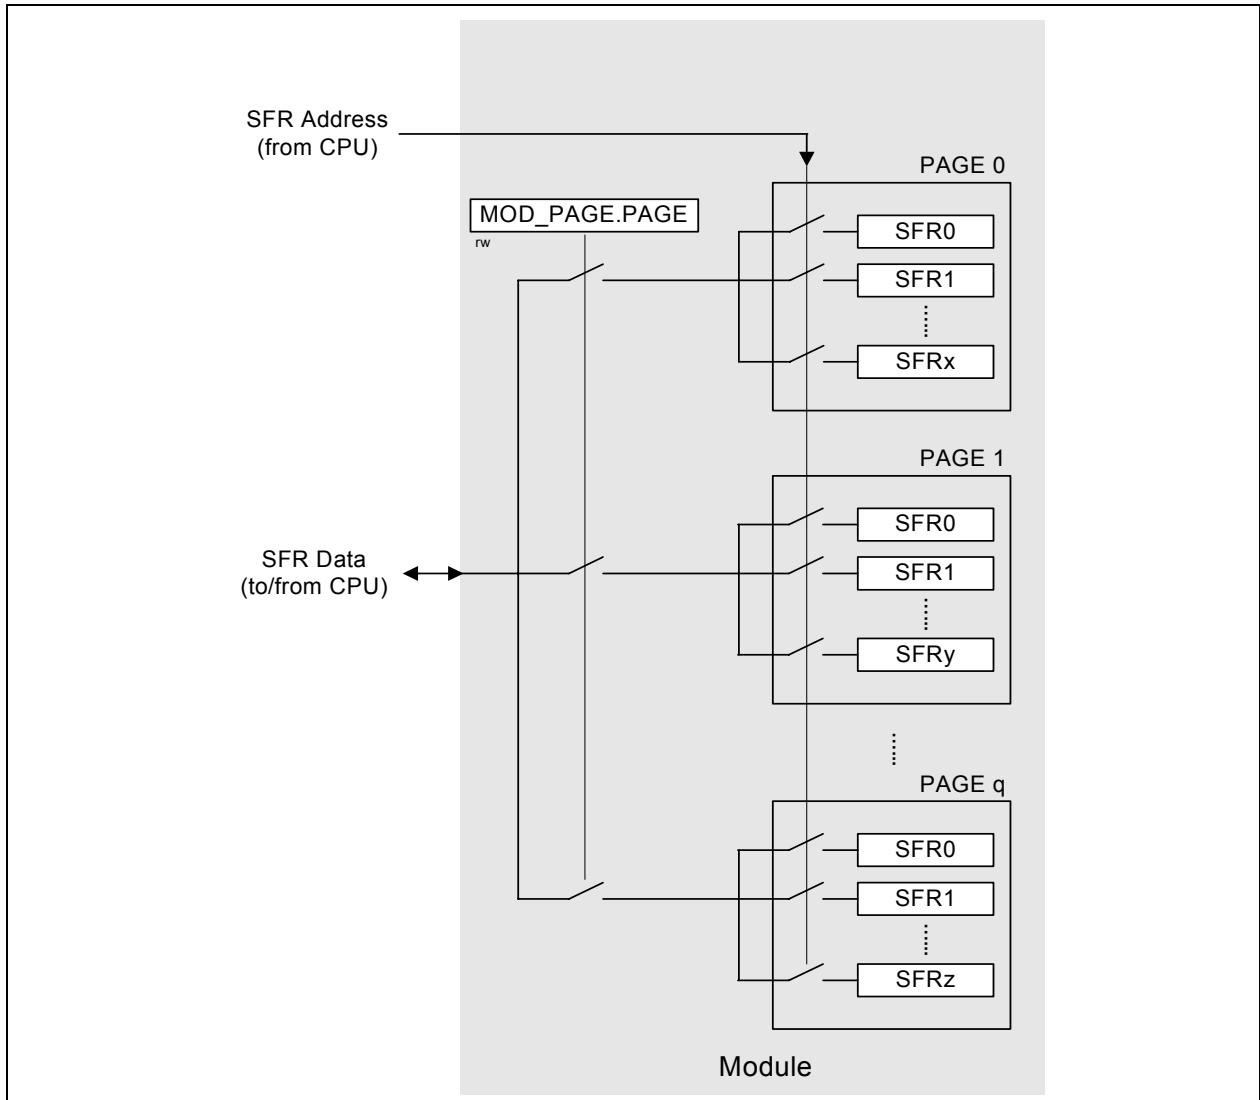 SFR Address
(from CPU)
PAGE 0
MOD_PAGE.PAGE
rw
SFR0
SFR1
SFRx
PAGE 1
SFR0
SFR1
SFRy
SFR Data
(to/from CPU)
PAGE q
SFR0
SFR1
SFRz
Module